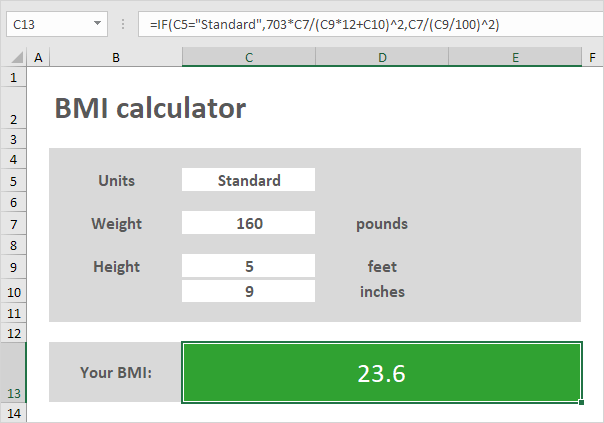 C13 =IF(C5="Standard",703*C7/(C9*12+C10)^2,C7/(C9/100)^2)
A B C D E F
1
2 BMI calculator
3
4
5 Units Standard
6
7 Weight 160 pounds
8
9 Height 5 feet
10 9 inches
11
12
13 Your BMI: 23.6
14